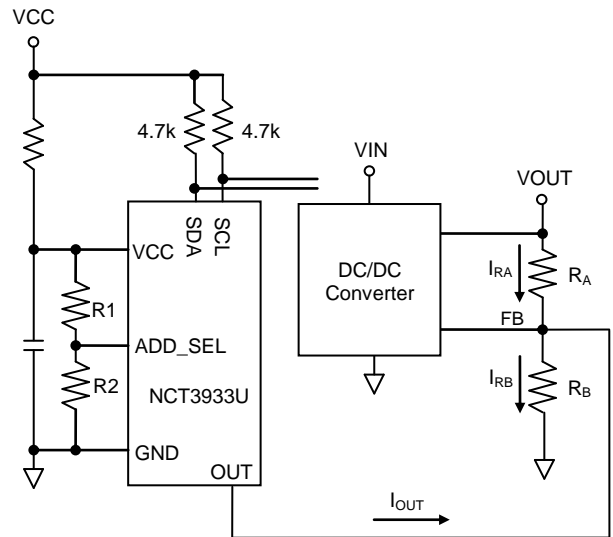 VCC
4.7k
4.7k
VIN
VOUT
SDA
SCL
VCC
DC/DC
Converter
IRA
RA
R1
FB
ADD_SEL
R2
NCT3933U
IRB
RB
GND
OUT
IOUT